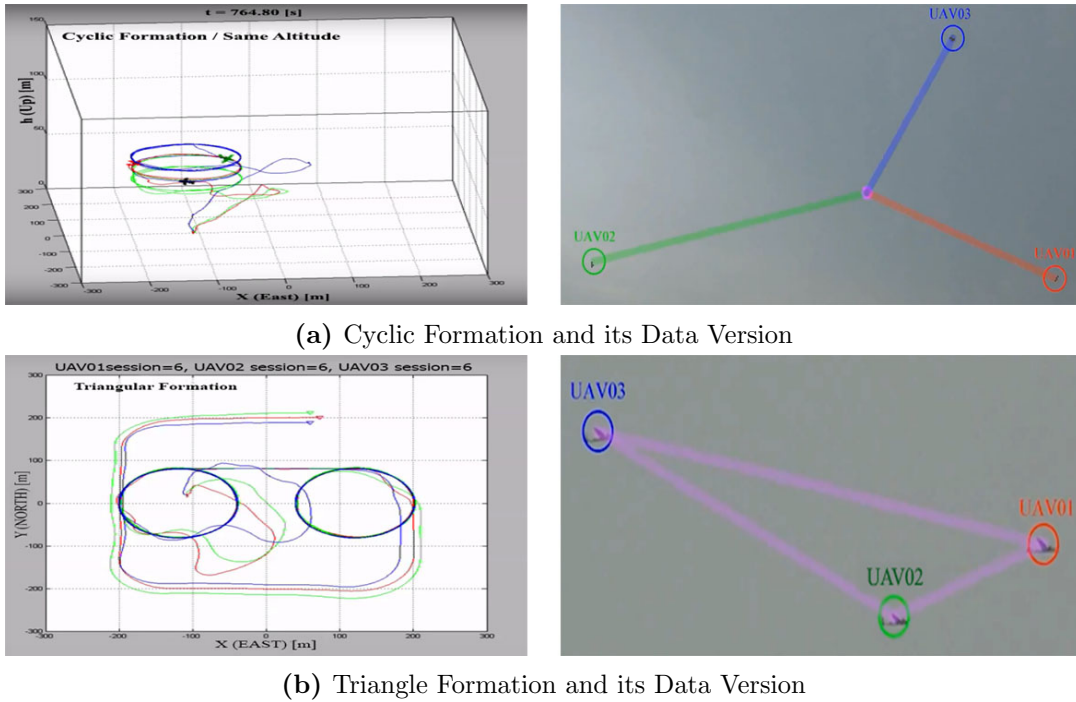 t = 764.80 [s]
Cyclic Formation / Same Altitude
h (Up) [m]
150
100
50
0
300
200
100
0
-100
-200
-300
-300
-200
-100
0
100
200
300
X (East) [m]
UAV03
UAV02
UAV01
(a) Cyclic Formation and its Data Version
UAV01session=6, UAV02 session=6, UAV03 session=6
Triangular Formation
Y(NORTH) [m]
300
200
100
0
-100
-200
-300
-300
-200
-100
0
100
200
300
X (EAST) [m]
UAV03
UAV01
UAV02
(b) Triangle Formation and its Data Version